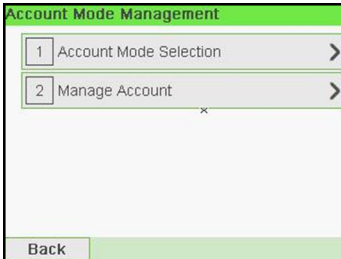 Account Mode Management
1 Account Mode Selection
2 Manage Account
Back